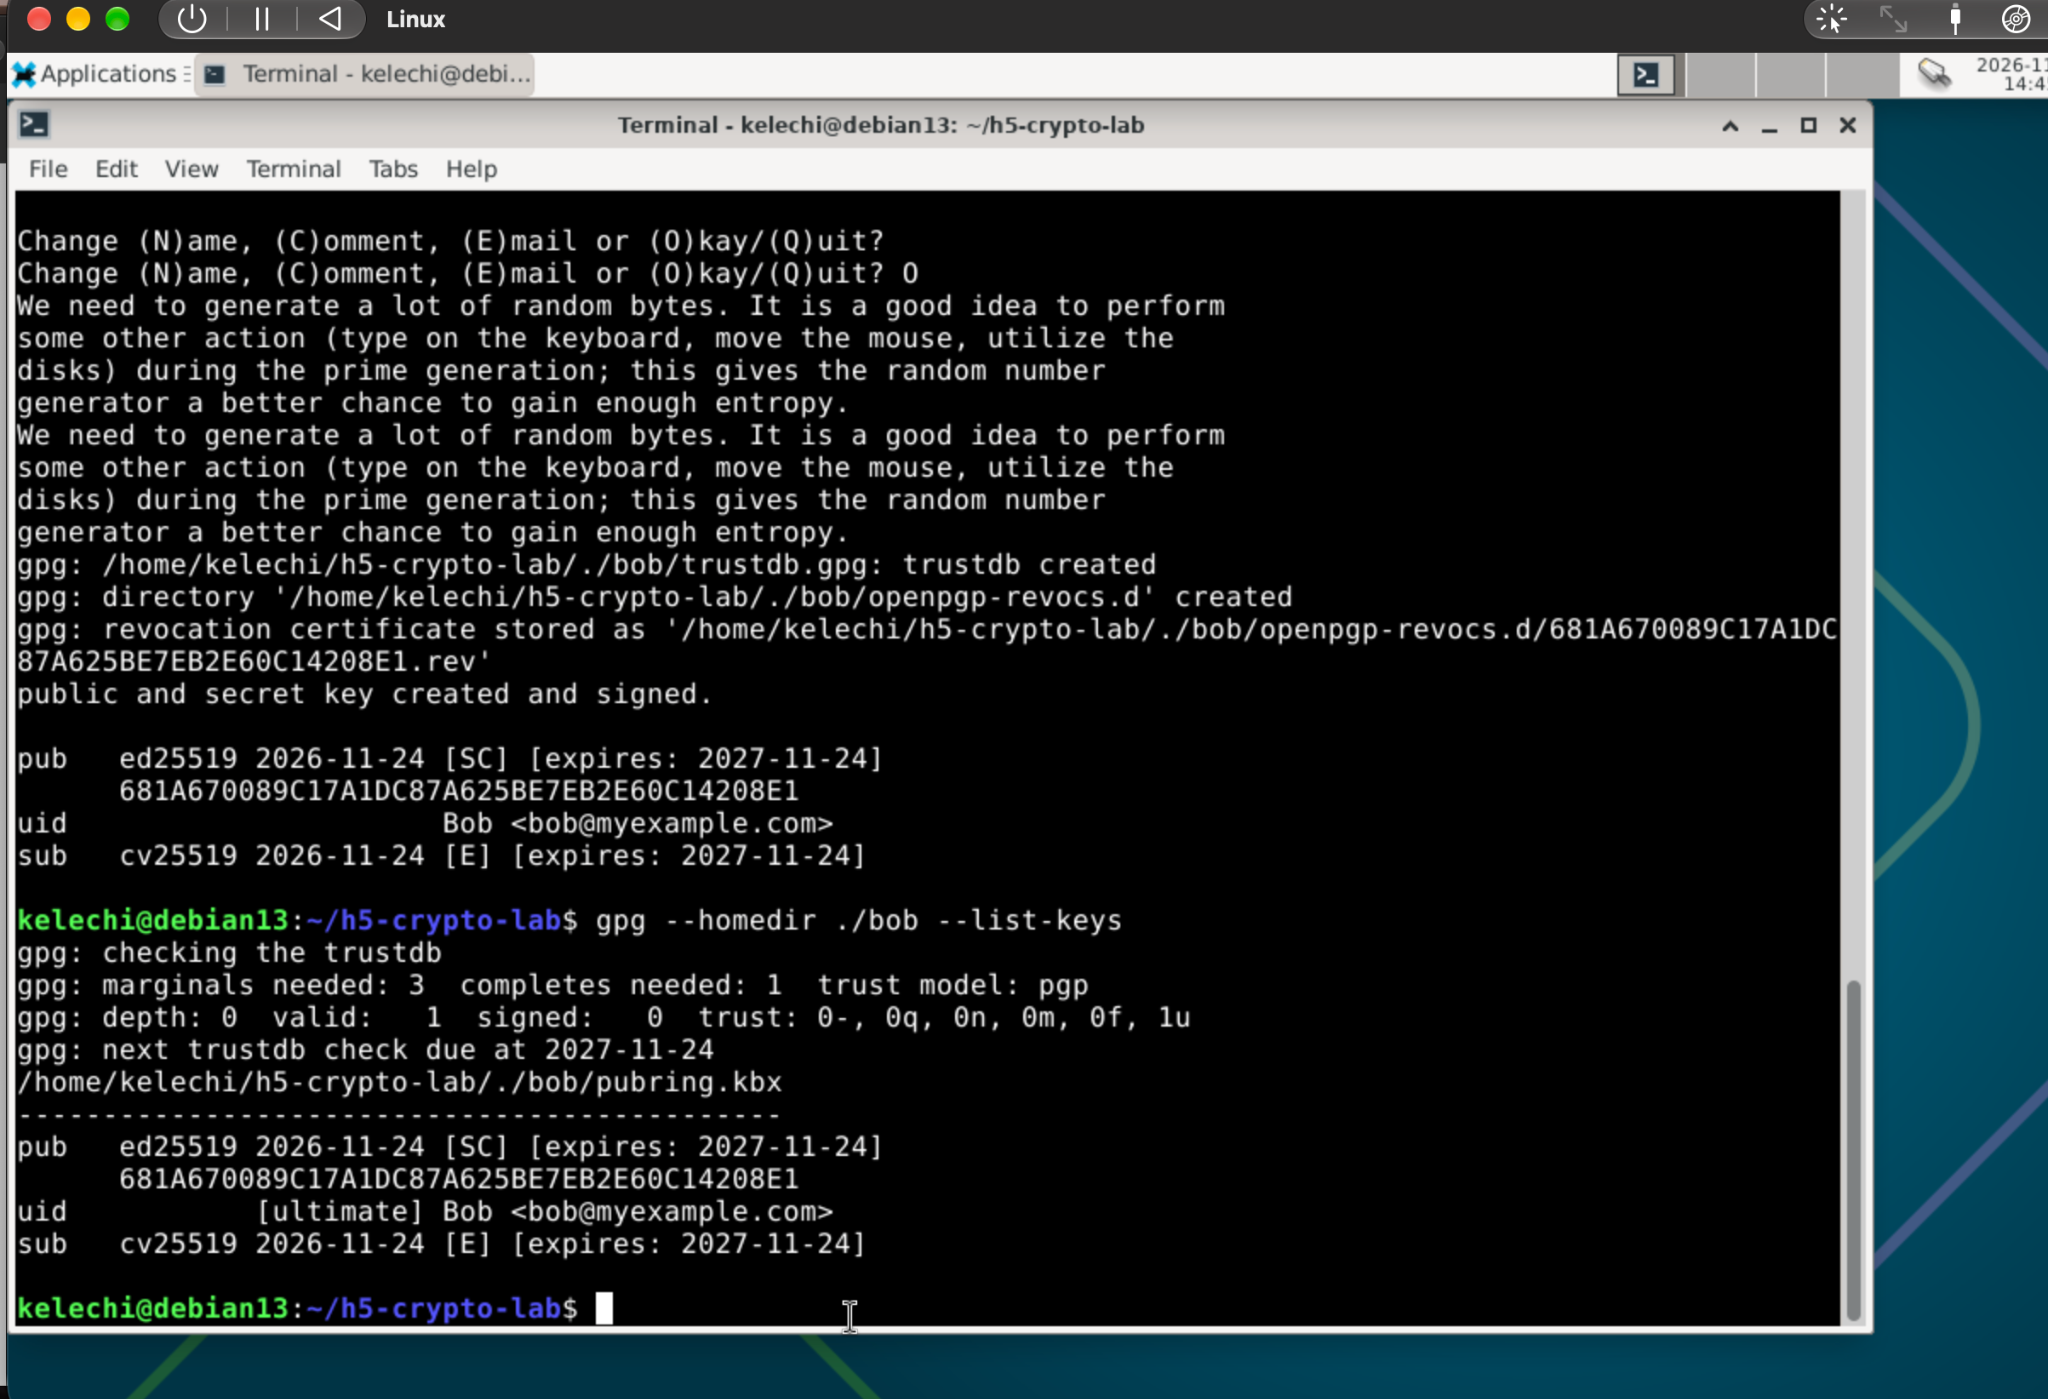 Linux
Applications
Terminal - kelechi@debi...
2026-11
14:4
Terminal - kelechi@debian13: ~/h5-crypto-lab
File Edit View Terminal Tabs Help
Change (N)ame, (C)omment, (E)mail or (O)kay/(Q)uit?
Change (N)ame, (C)omment, (E)mail or (O)kay/(Q)uit? O
We need to generate a lot of random bytes. It is a good idea to perform
some other action (type on the keyboard, move the mouse, utilize the
disks) during the prime generation; this gives the random number
generator a better chance to gain enough entropy.
We need to generate a lot of random bytes. It is a good idea to perform
some other action (type on the keyboard, move the mouse, utilize the
disks) during the prime generation; this gives the random number
generator a better chance to gain enough entropy.
gpg: /home/kelechi/h5-crypto-lab/./bob/trustdb.gpg: trustdb created
gpg: directory '/home/kelechi/h5-crypto-lab/./bob/openpgp-revocs.d' created
gpg: revocation certificate stored as '/home/kelechi/h5-crypto-lab/./bob/openpgp-revocs.d/681A670089C17A1DC
87A625BE7EB2E60C14208E1.rev'
public and secret key created and signed.
pub   ed25519 2026-11-24 [SC] [expires: 2027-11-24]
      681A670089C17A1DC87A625BE7EB2E60C14208E1
uid                      Bob <bob@myexample.com>
sub   cv25519 2026-11-24 [E] [expires: 2027-11-24]
kelechi@debian13:~/h5-crypto-lab$ gpg --homedir ./bob --list-keys
gpg: checking the trustdb
gpg: marginals needed: 3  completes needed: 1  trust model: pgp
gpg: depth: 0  valid:   1  signed:   0  trust: 0-, 0q, 0n, 0m, 0f, 1u
gpg: next trustdb check due at 2027-11-24
/home/kelechi/h5-crypto-lab/./bob/pubring.kbx
---------------------------------------------
pub   ed25519 2026-11-24 [SC] [expires: 2027-11-24]
      681A670089C17A1DC87A625BE7EB2E60C14208E1
uid           [ultimate] Bob <bob@myexample.com>
sub   cv25519 2026-11-24 [E] [expires: 2027-11-24]
kelechi@debian13:~/h5-crypto-lab$